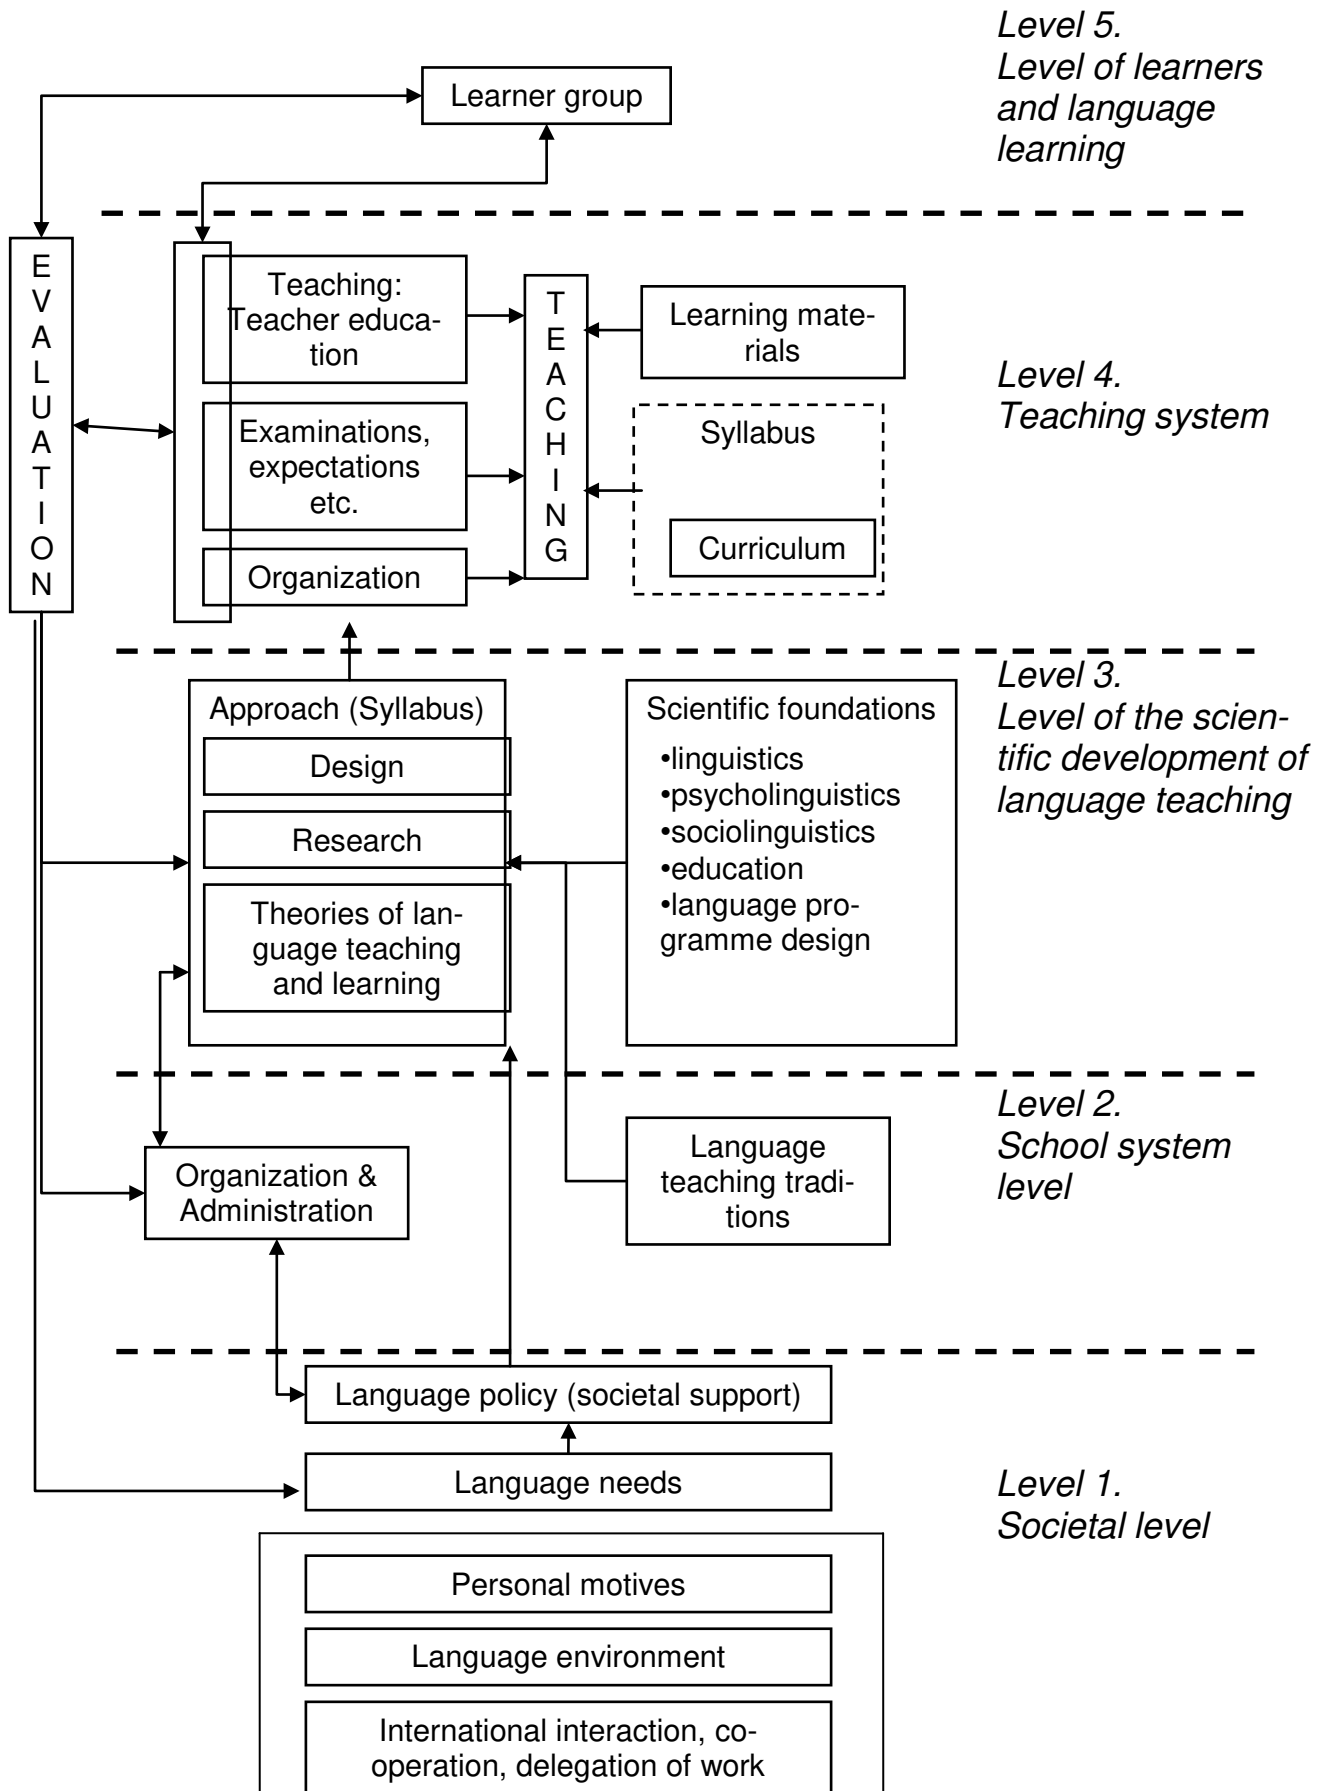 Level 5.
Level of learners
and language
learning
Learner group
EVALUATION
Teaching:
Teacher educa-
tion
Examinations,
expectations
etc.
Organization
TEACHING
Learning mate-
rials
Syllabus
Curriculum
Level 4.
Teaching system
Approach (Syllabus)
Design
Research
Theories of lan-
guage teaching
and learning
Scientific foundations
•linguistics
•psycholinguistics
•sociolinguistics
•education
•language pro-
gramme design
Level 3.
Level of the scien-
tific development of
language teaching
Organization &
Administration
Language
teaching tradi-
tions
Level 2.
School system
level
Language policy (societal support)
Language needs
Level 1.
Societal level
Personal motives
Language environment
International interaction, co-
operation, delegation of work